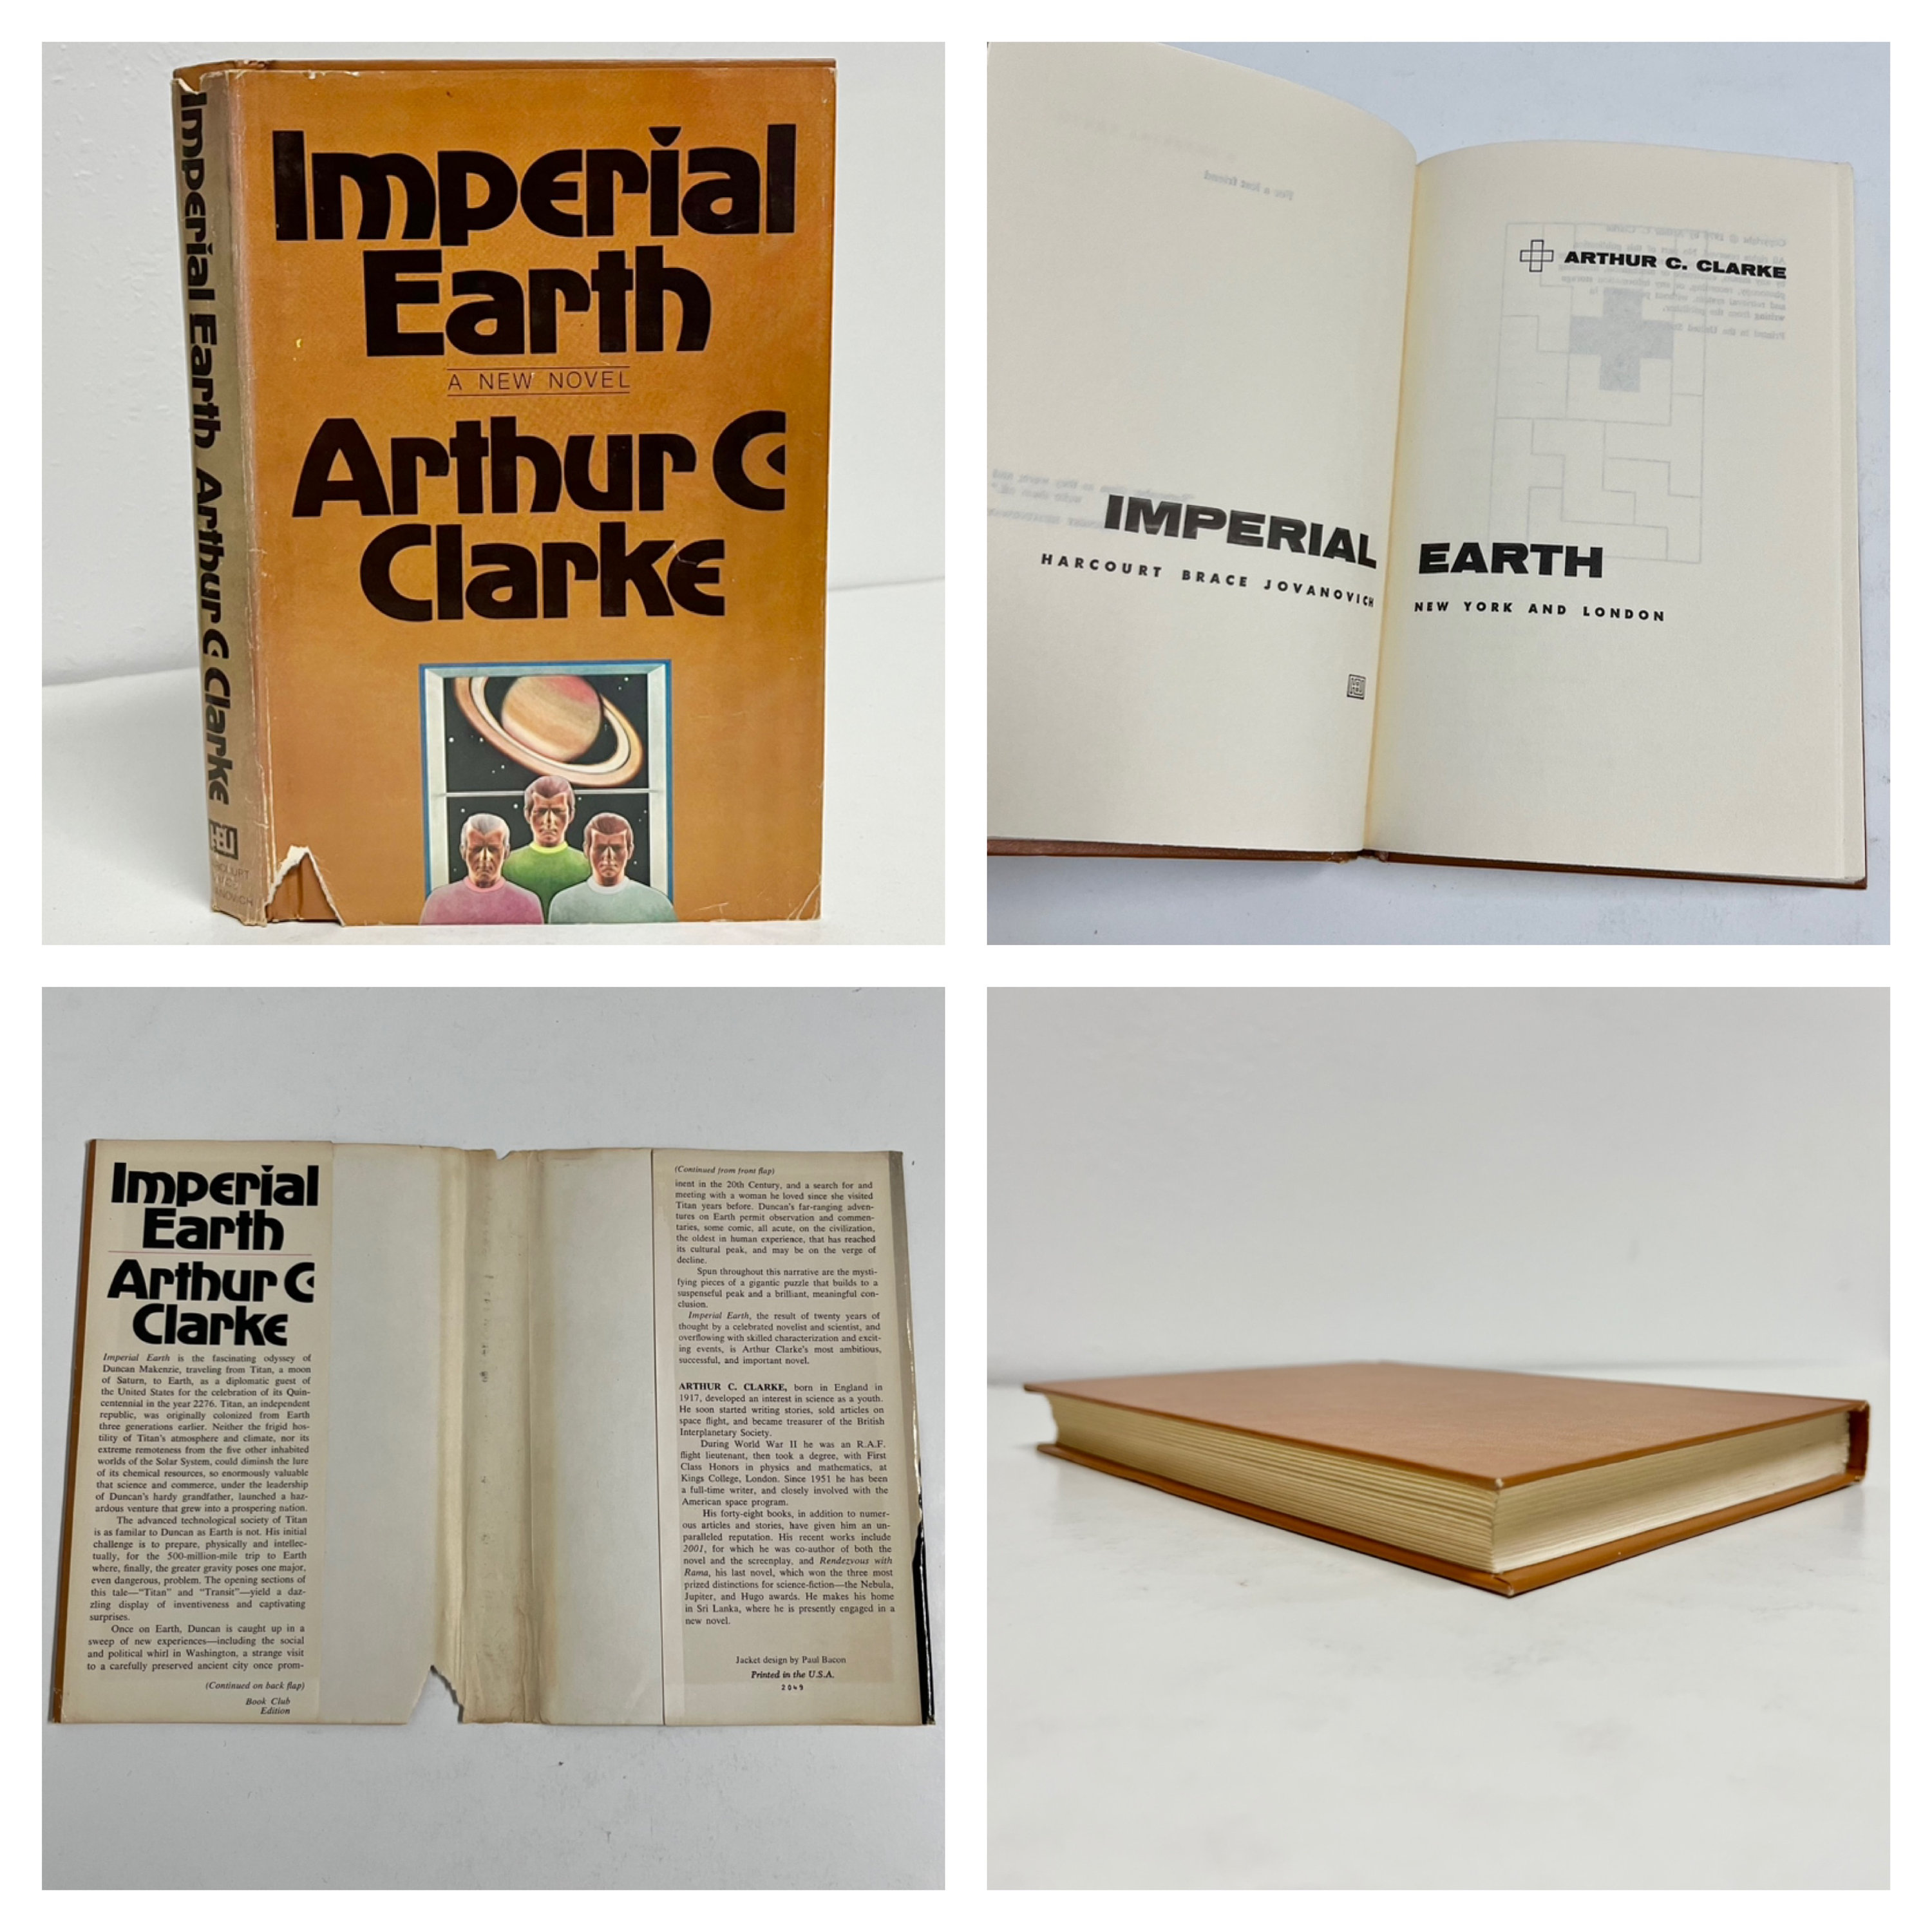 Imperial Earth Arthur C Clarke
Imperial
Earth
A NEW NOVEL
Arthur C
Clarke
ARTHUR C. CLARKE
IMPERIAL EARTH
HARCOURT BRACE JOVANOVICH NEW YORK AND LONDON
Imperial
Earth
Arthur C
Clarke
Imperial Earth is the fascinating odyssey of
Duncan Makenzie, traveling from Titan, a moon
of Saturn, to Earth, as a diplomatic guest of
the United States for the celebration of its Quin-
centennial in the year 2276. Titan, an independent
republic, was originally colonized from Earth
three generations earlier. Neither the frigid hos-
tility of Titan's atmosphere and climate, nor its
extreme remoteness from the five other inhabited
worlds of the Solar System, could diminsh the lure
of its chemical resources, so enormously valuable
that science and commerce, under the leadership
of Duncan's hardy grandfather, launched a haz-
ardous venture that grew into a prospering nation.
The advanced technological society of Titan
is as familar to Duncan as Earth is not. His initial
challenge is to prepare, physically and intellec-
tually, for the 500-million-mile trip to Earth
where, finally, the greater gravity poses one major,
even dangerous, problem. The opening sections of
this tale—"Titan" and "Transit"—yield a daz-
zling display of inventiveness and captivating
surprises.
Once on Earth, Duncan is caught up in a
sweep of new experiences—including the social
and political whirl in Washington, a strange visit
to a carefully preserved ancient city once prom-
(Continued on back flap)
Book Club
Edition
(Continued from front flap)
inent in the 20th Century, and a search for and
meeting with a woman he loved since she visited
Titan years before. Duncan's far-ranging adven-
tures on Earth permit observation and commen-
taries, some comic, all acute, on the civilization,
the oldest in human experience, that has reached
its cultural peak, and may be on the verge of
decline.
Spun throughout this narrative are the mysti-
fying pieces of a gigantic puzzle that builds to a
suspenseful peak and a brilliant, meaningful con-
clusion.
Imperial Earth, the result of twenty years of
thought by a celebrated novelist and scientist, and
overflowing with skilled characterization and excit-
ing events, is Arthur Clarke's most ambitious,
successful, and important novel.
ARTHUR C. CLARKE, born in England in
1917, developed an interest in science as a youth.
He soon started writing stories, sold articles on
space flight, and became treasurer of the British
Interplanetary Society.
During World War II he was an R.A.F.
flight lieutenant, then took a degree, with First
Class Honors in physics and mathematics, at
Kings College, London. Since 1951 he has been
a full-time writer, and closely involved with the
American space program.
His forty-eight books, in addition to numer-
ous articles and stories, have given him an un-
paralleled reputation. His recent works include
2001, for which he was co-author of both the
novel and the screenplay, and Rendezvous with
Rama, his last novel, which won the three most
prized distinctions for science-fiction—the Nebula,
Jupiter, and Hugo awards. He makes his home
in Sri Lanka, where he is presently engaged in a
new novel.
Jacket design by Paul Bacon
Printed in the U.S.A.
2049